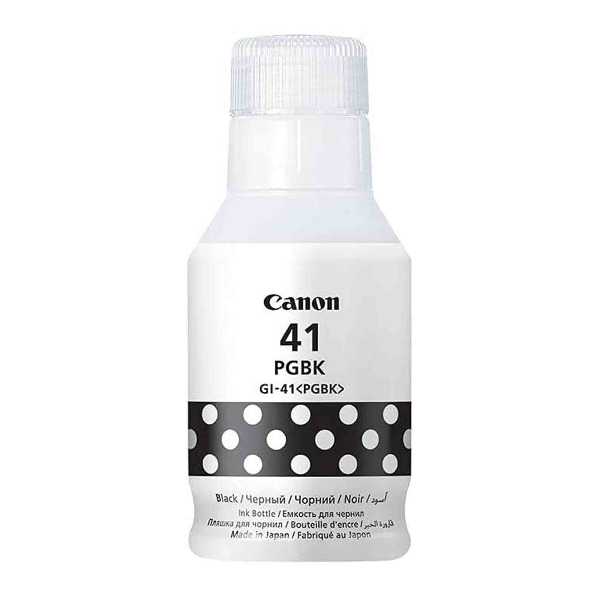 Canon
41
PGBK
GI-41<PGBK>
Black / Черный / Чорний / Noir / أسود
Ink Bottle / Емкость для чернил
Пляшка для чорнил / Bouteille d'encre / قارورة الحبر
Made in Japan / Fabriqué au Japon